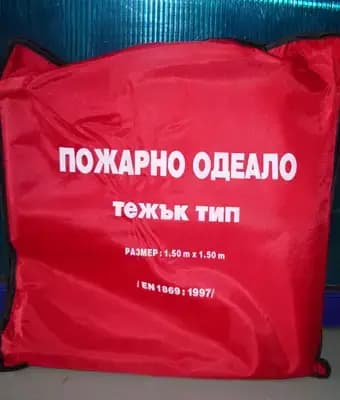 ПОЖАРНО ОДЕАЛО
тежък тип
РАЗМЕР : 1.50 m x 1.50 m
/ EN 1869 : 1997/